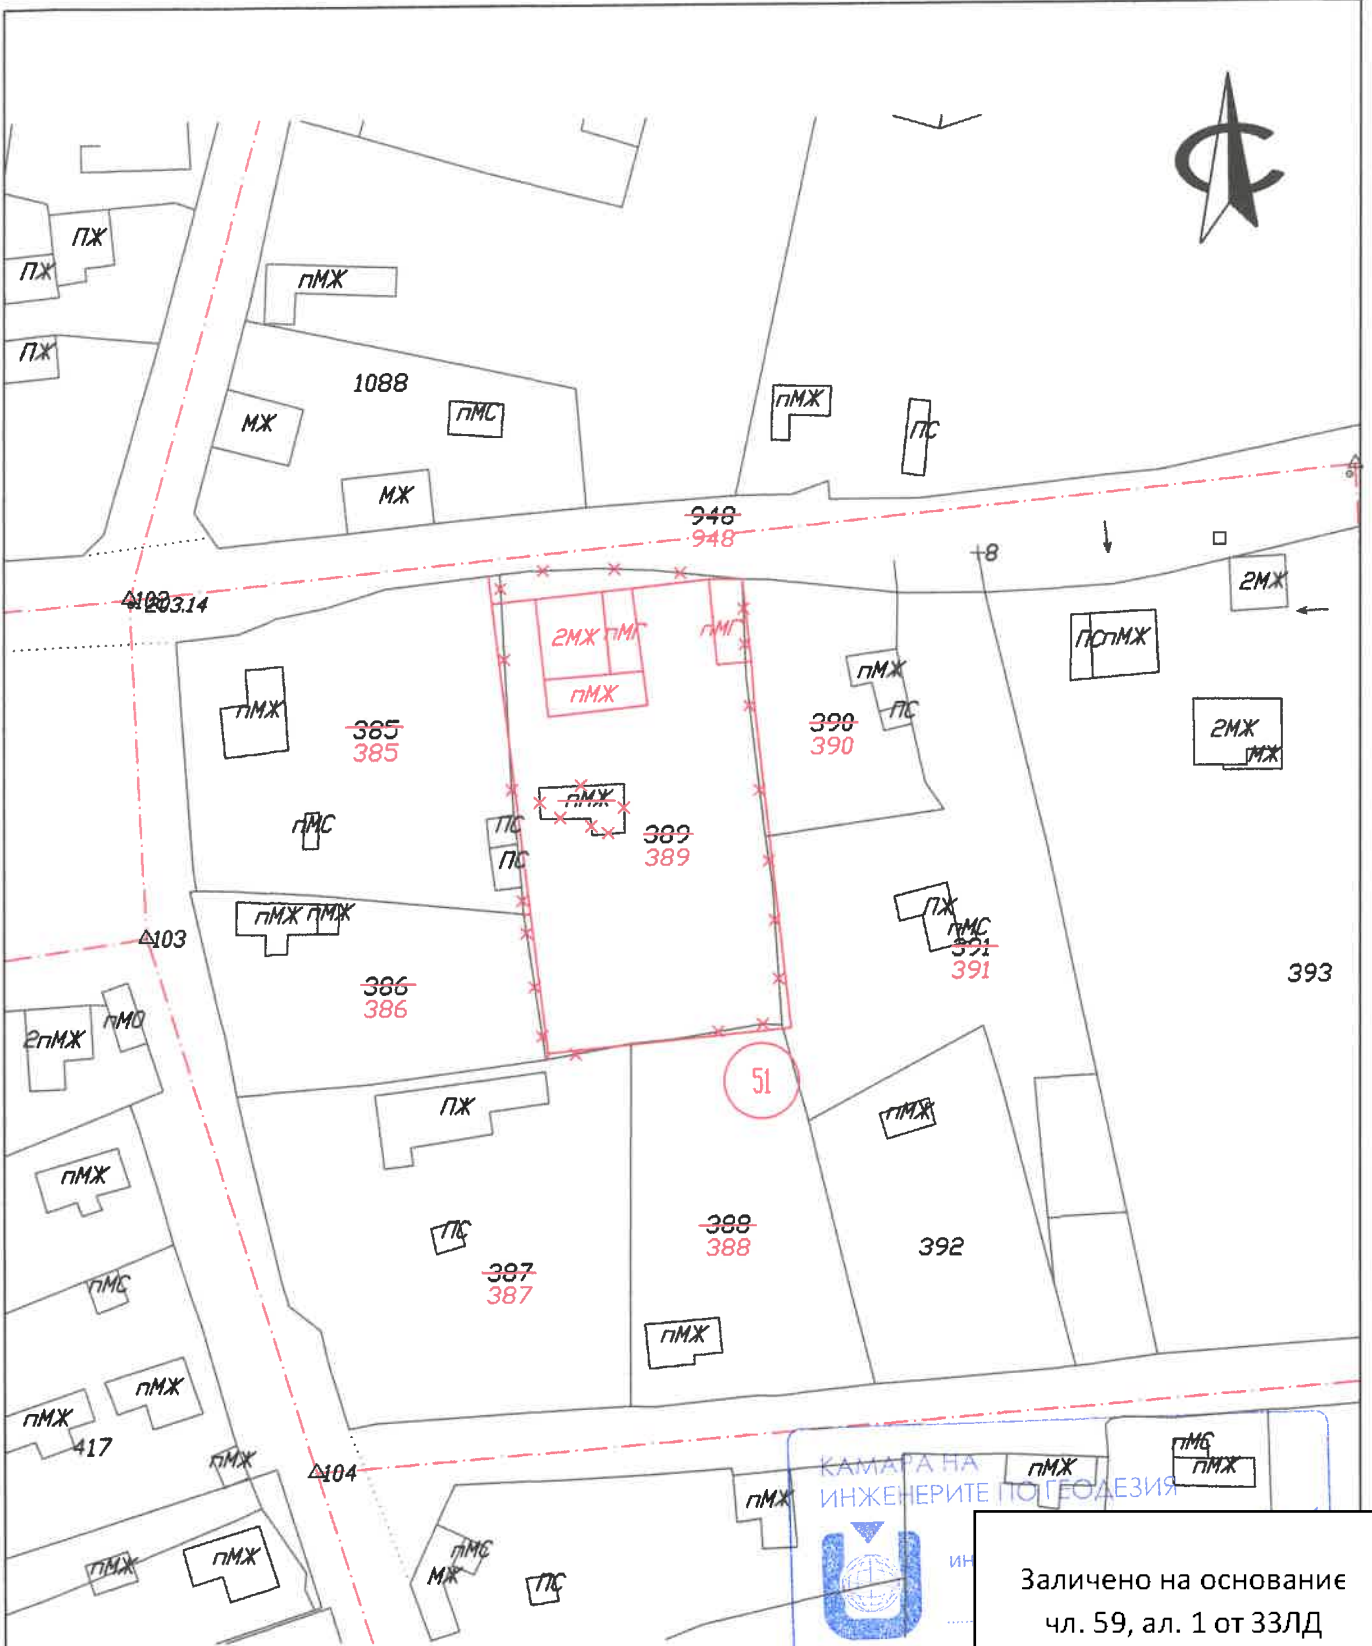 ПЖ
ПЖ
пМЖ
ПЖ
1088
МЖ
пМС
пМЖ
ПС
МЖ
948
948
+8
2МЖ
203.14
2МЖ
пМГ
пМГ
ПС
пМЖ
пМЖ
пМЖ
пМЖ
ПС
385
385
390
390
2МЖ
МЖ
пМЖ
пМС
ПС
389
389
ПС
пМЖ
пМЖ
ПЖ
пМС
391
391
103
393
386
386
2пМЖ
пМО
51
ПЖ
пМЖ
пМЖ
ПС
388
388
392
387
387
пМС
пМЖ
пМЖ
пМЖ
417
пМЖ
104
КАМАРА НА
ИНЖЕНЕРИТЕ ПО ГЕОДЕЗИЯ
пМЖ
пМС
пМЖ
пМЖ
пМЖ
пМЖ
пМС
МЖ
ПС
ИН
Заличено на основание
чл. 59, ал. 1 от ЗЗЛД